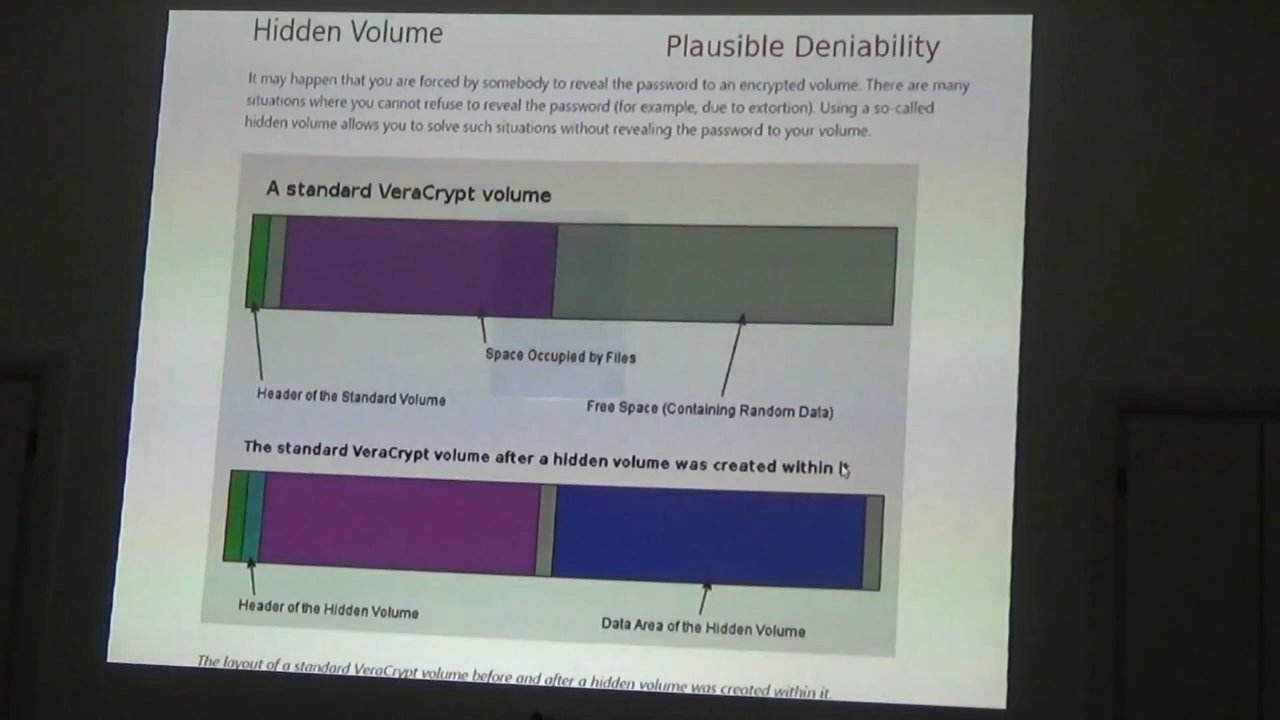 Hidden Volume
Plausible Deniability
It may happen that you are forced by somebody to reveal the password to an encrypted volume. There are many
situations where you cannot refuse to reveal the password (for example, due to extortion). Using a so-called
hidden volume allows you to solve such situations without revealing the password to your volume.
A standard VeraCrypt volume
Space Occupied by Files
Header of the Standard Volume
Free Space (Containing Random Data)
The standard VeraCrypt volume after a hidden volume was created within it
Header of the Hidden Volume
Data Area of the Hidden Volume
The layout of a standard VeraCrypt volume before and after a hidden volume was created within it.